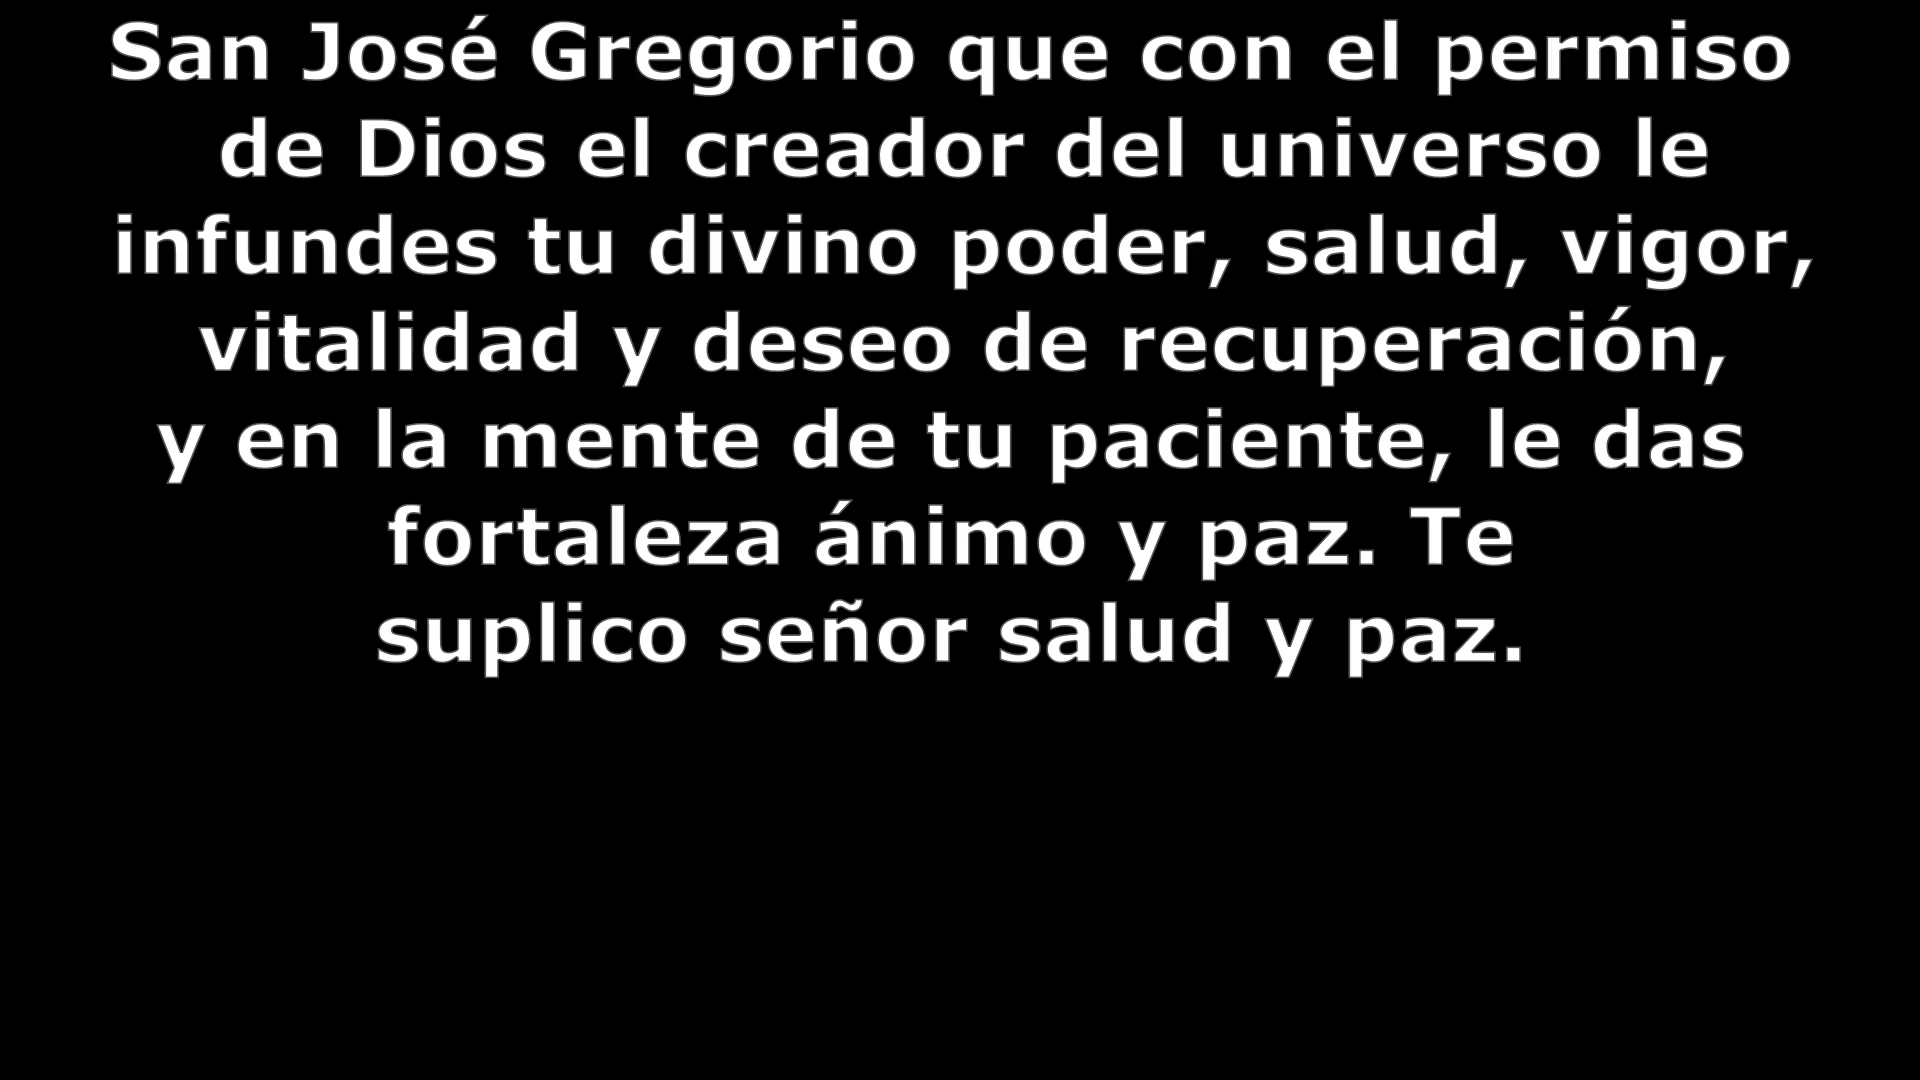 San José Gregorio que con el permiso
de Dios el creador del universo le
infundes tu divino poder, salud, vigor,
vitalidad y deseo de recuperación,
y en la mente de tu paciente, le das
fortaleza ánimo y paz. Te
suplico señor salud y paz.